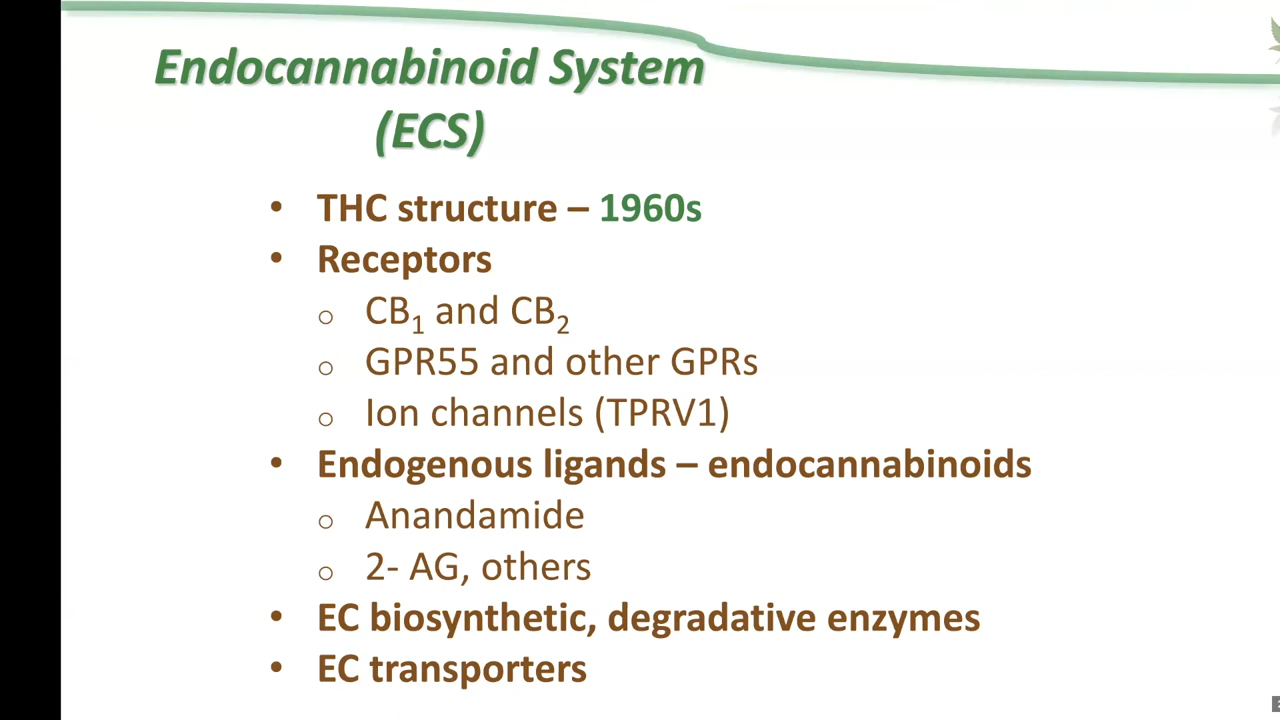 Endocannabinoid System
(ECS)
• THC structure – 1960s
• Receptors
o CB₁ and CB₂
o GPR55 and other GPRs
o Ion channels (TPRV1)
• Endogenous ligands – endocannabinoids
o Anandamide
o 2- AG, others
• EC biosynthetic, degradative enzymes
• EC transporters